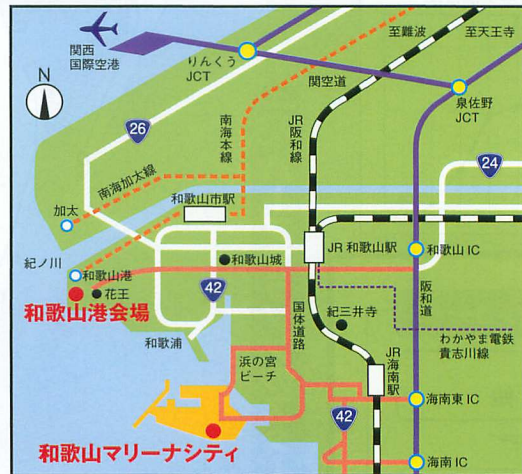 至難波
至天王寺
関西
国際空港
りんくう
JCT
関空道
泉佐野
JCT
N
26
南海本線
JR阪和線
24
南海加太線
和歌山市駅
加太
紀ノ川
和歌山港
花王
和歌山港会場
和歌山城
JR 和歌山駅
和歌山 IC
42
国体道路
紀三井寺
阪和道
わかやま電鉄
貴志川線
和歌浦
浜の宮
ビーチ
JR海南駅
42
海南東 IC
和歌山マリーナシティ
海南 IC